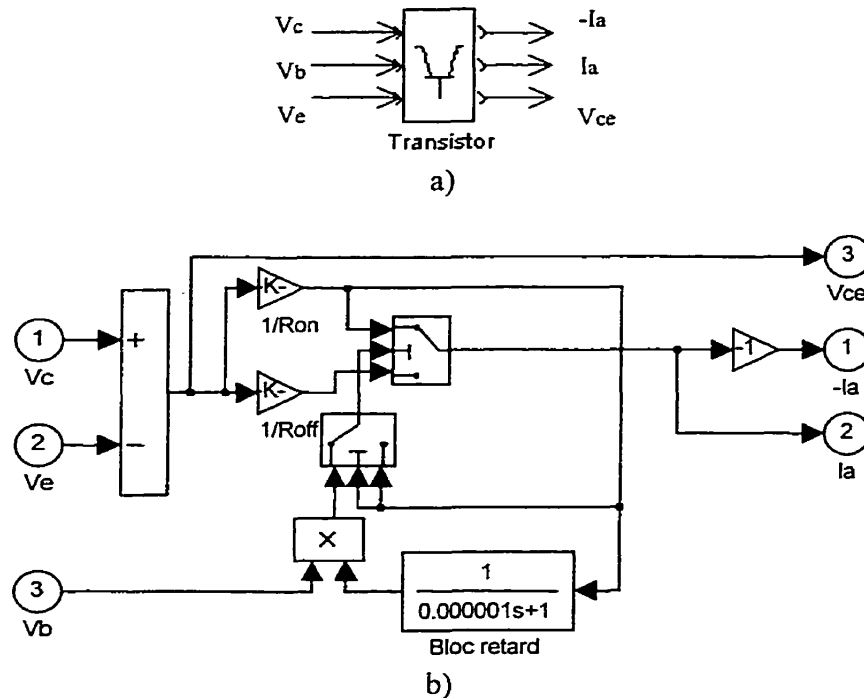 Vc
-Ia
Vb
Ia
Ve
Vce
Transistor
a)
3
Vce
-K-
1/Ron
1
Vc
+
-1
1
-Ia
-K-
1/Roff
2
Ve
−
2
Ia
×
3
Vb
1
0.000001s+1
Bloc retard
b)